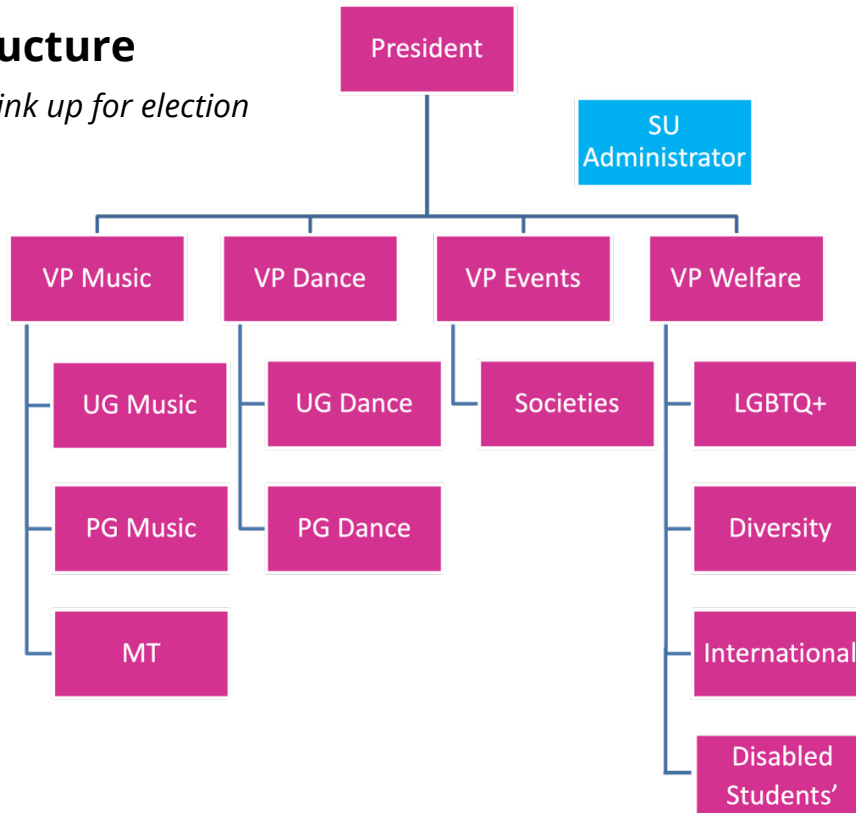 ucture
ink up for election
President
SU
Administrator
VP Music
VP Dance
VP Events
VP Welfare
UG Music
UG Dance
Societies
LGBTQ+
PG Music
PG Dance
Diversity
MT
International
Disabled
Students’